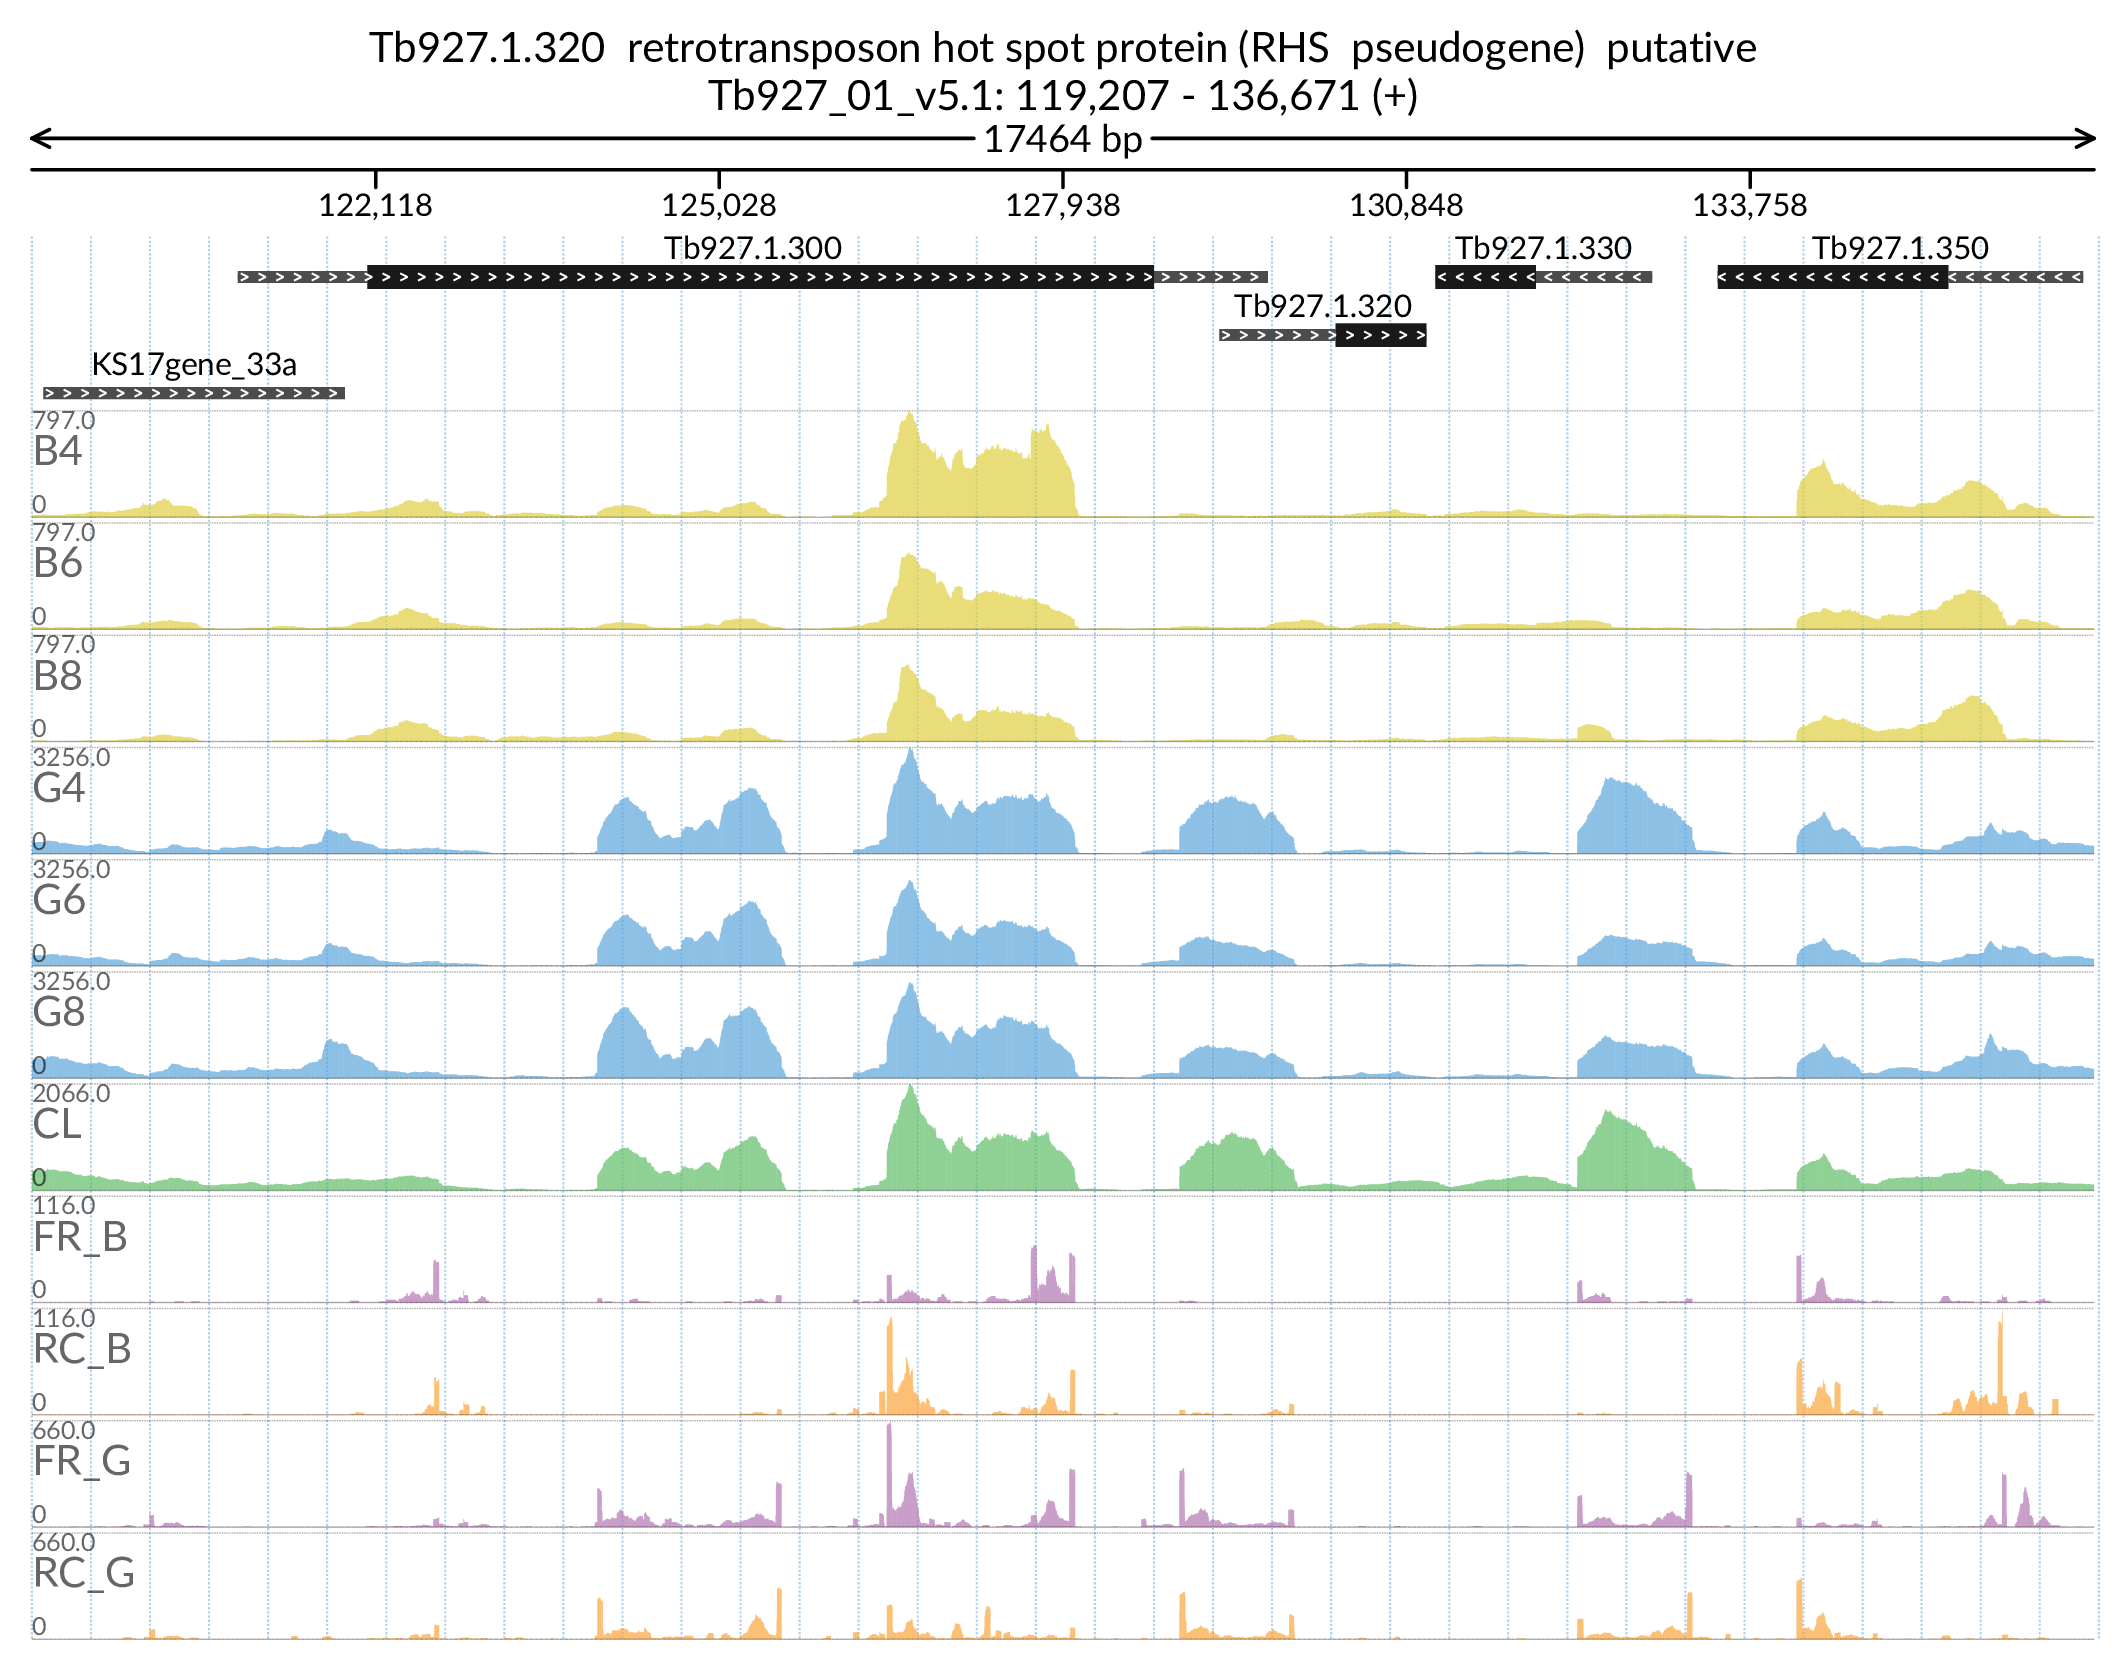 Tb927.1.320  retrotransposon hot spot protein (RHS  pseudogene)  putative
Tb927_01_v5.1: 119,207 - 136,671 (+)
17464 bp
122,118 125,028 127,938 130,848 133,758
Tb927.1.300 Tb927.1.330 Tb927.1.350
Tb927.1.320
KS17gene_33a
797.0
B4
0
797.0
B6
0
797.0
B8
0
3256.0
G4
0
3256.0
G6
0
3256.0
G8
0
2066.0
CL
0
116.0
FR_B
0
116.0
RC_B
0
660.0
FR_G
0
660.0
RC_G
0